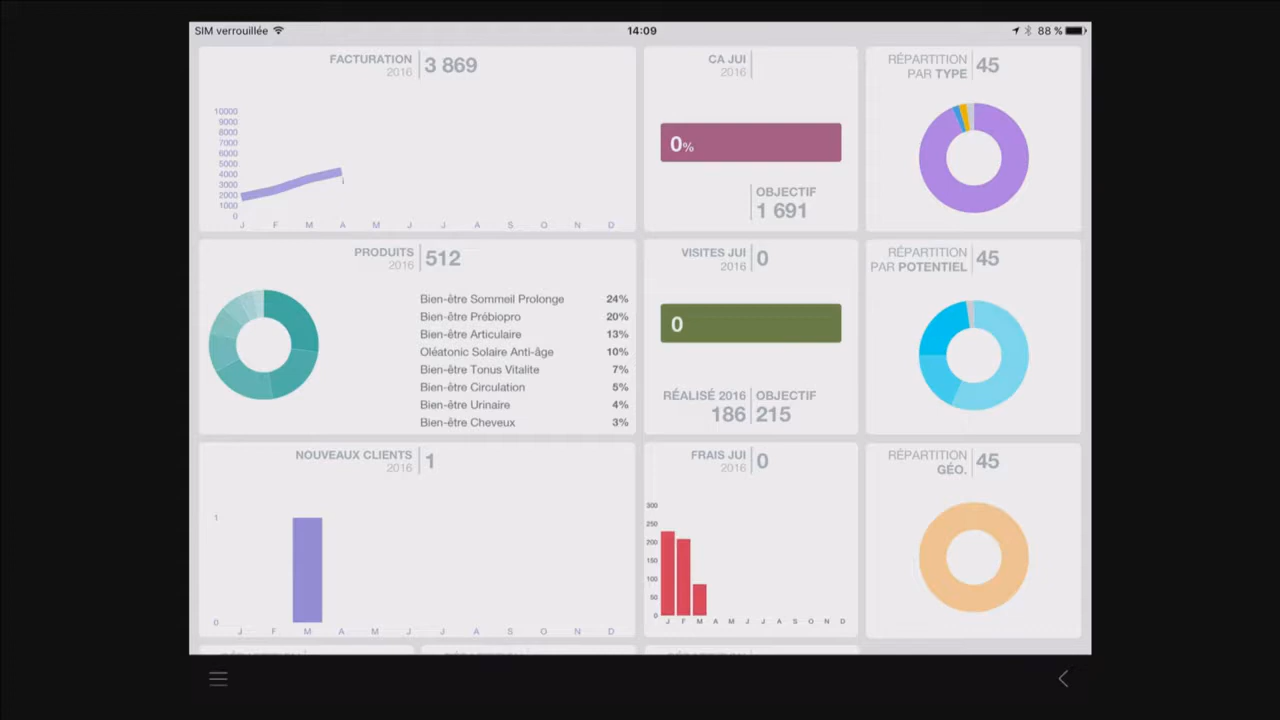 SIM verrouillée
14:09
88 %
FACTURATION
2016
3 869
10000
9000
8000
7000
6000
5000
4000
3000
2000
1000
0
J F M A M J J A S O N D
CA JUI
2016
0%
OBJECTIF
1 691
RÉPARTITION
PAR TYPE
45
PRODUITS
2016
512
Bien-être Sommeil Prolonge 24%
Bien-être Prébiopro 20%
Bien-être Articulaire 13%
Oléatonic Solaire Anti-âge 10%
Bien-être Tonus Vitalite 7%
Bien-être Circulation 5%
Bien-être Urinaire 4%
Bien-être Cheveux 3%
VISITES JUI
2016
0
0
RÉALISÉ 2016
186
OBJECTIF
215
RÉPARTITION
PAR POTENTIEL
45
NOUVEAUX CLIENTS
2016
1
1
0
J F M A M J J A S O N D
FRAIS JUI
2016
0
300
250
200
150
100
50
0
J F M A M J J A S O N D
RÉPARTITION
GÉO.
45